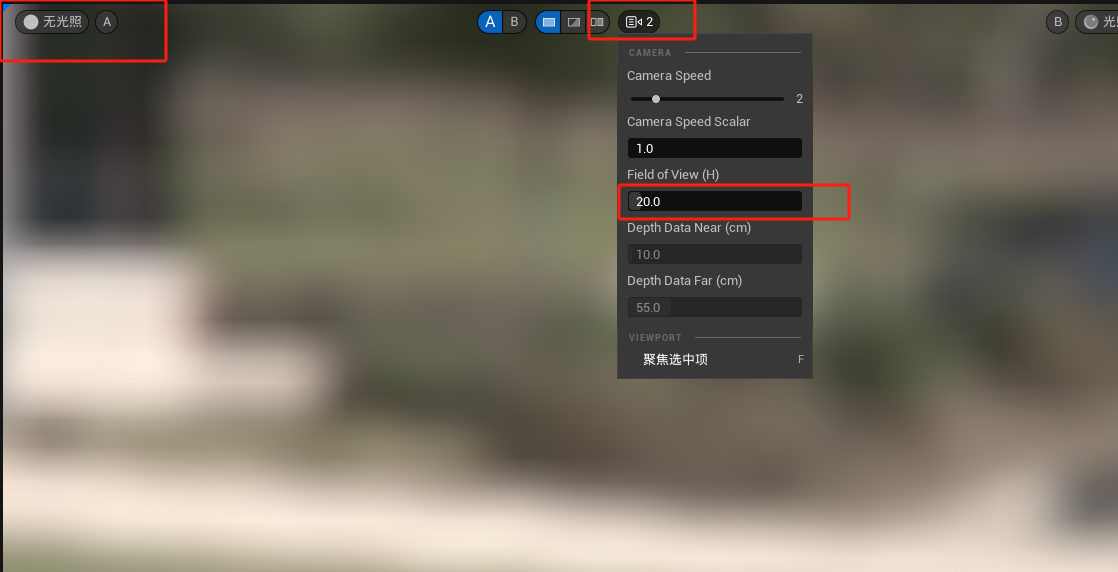 无光照 A
A B
2
B 光
CAMERA
Camera Speed
2
Camera Speed Scalar
1.0
Field of View (H)
20.0
Depth Data Near (cm)
10.0
Depth Data Far (cm)
55.0
VIEWPORT
聚焦选中项 F